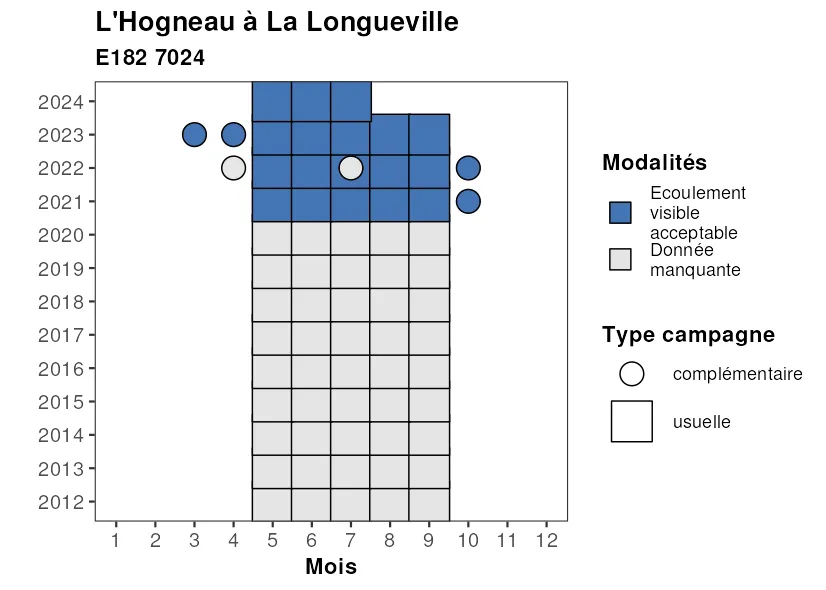 L'Hogneau à La Longueville
E182 7024
2024
2023
2022
2021
2020
2019
2018
2017
2016
2015
2014
2013
2012
1 2 3 4 5 6 7 8 9 10 11 12
Mois
Modalités
Ecoulement
visible
acceptable
Donnée
manquante
Type campagne
complémentaire
usuelle